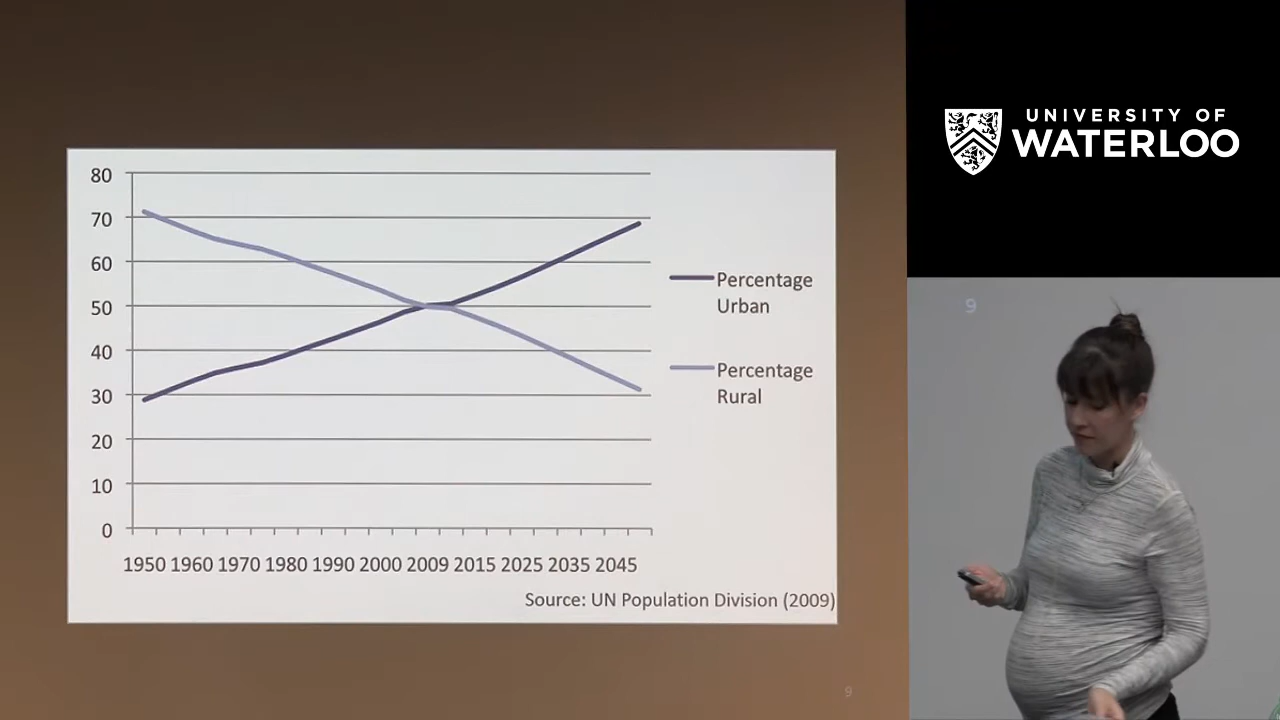 80
70
60
50
40
30
20
10
0
1950 1960 1970 1980 1990 2000 2009 2015 2025 2035 2045
Percentage
Urban
Percentage
Rural
Source: UN Population Division (2009)
9
UNIVERSITY OF
WATERLOO
9